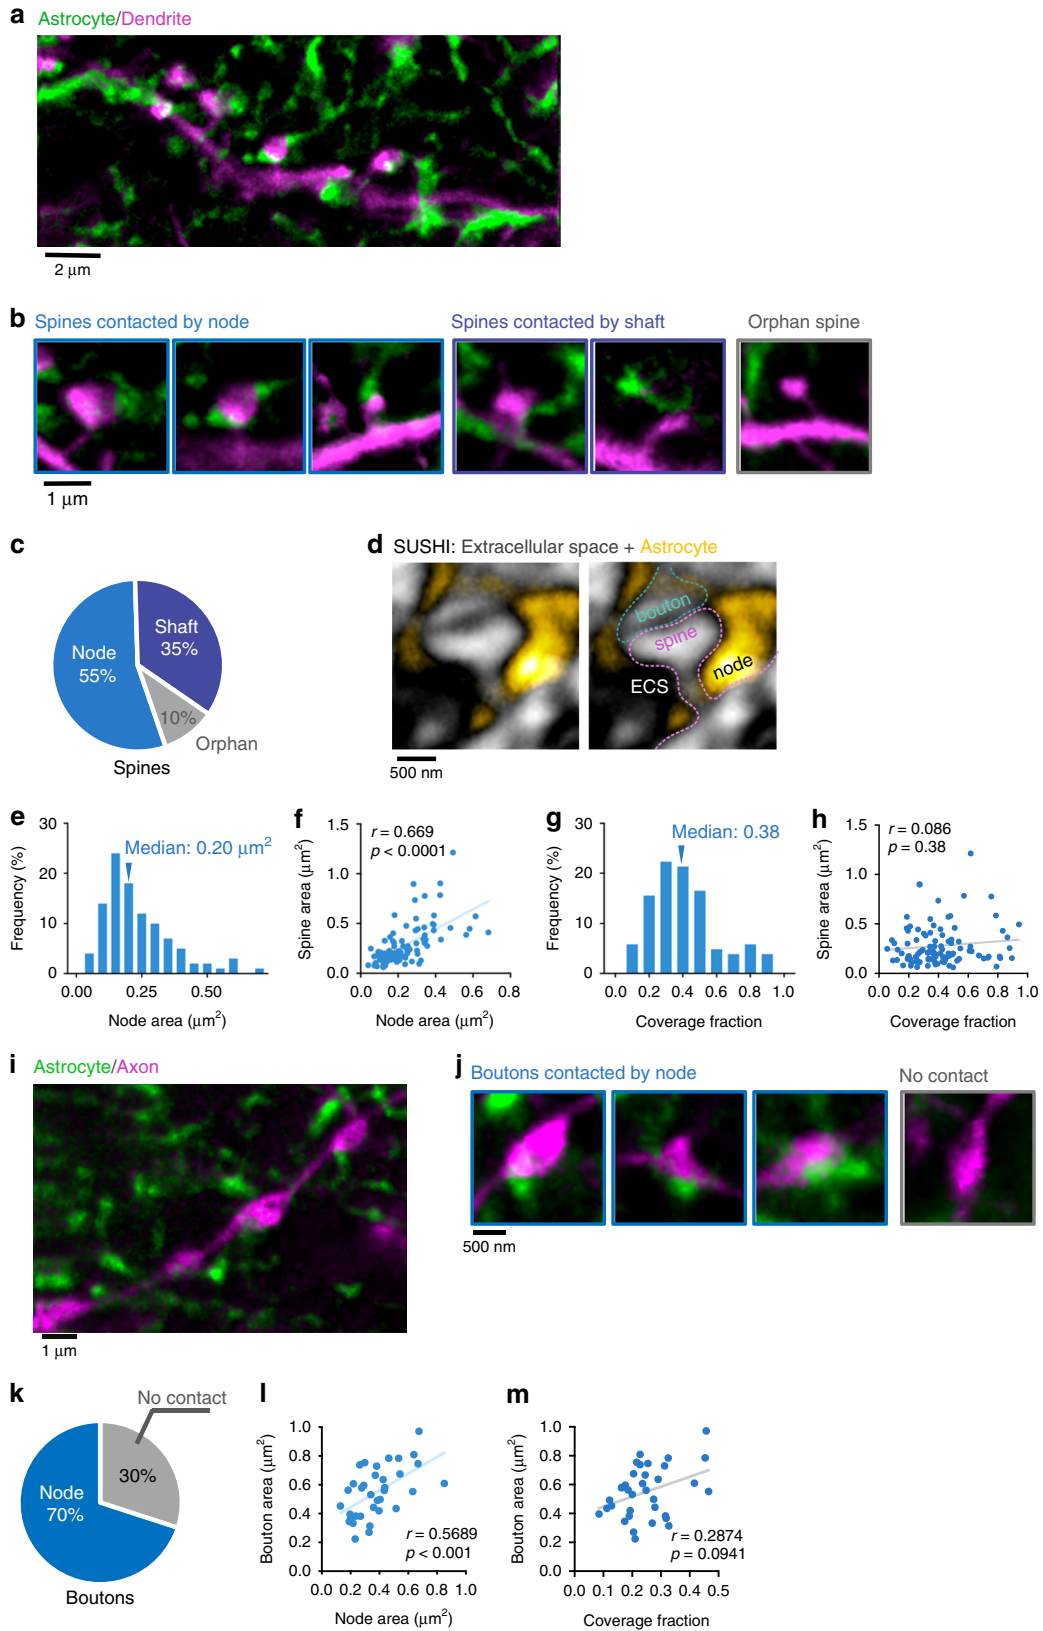 a Astrocyte/Dendrite
2 μm
b Spines contacted by node
Spines contacted by shaft
Orphan spine
1 μm
c
Node
55%
Shaft
35%
10%
Orphan
Spines
d SUSHI: Extracellular space + Astrocyte
bouton
spine
node
ECS
500 nm
e
Frequency (%)
30
20
10
0
Median: 0.20 μm²
0.00 0.25 0.50
Node area (μm²)
f
Spine area (μm²)
1.5
1.0
0.5
0.0
r = 0.669
p < 0.0001
0.0 0.2 0.4 0.6 0.8
Node area (μm²)
g
Frequency (%)
30
20
10
0
Median: 0.38
0.0 0.2 0.4 0.6 0.8 1.0
Coverage fraction
h
Spine area (μm²)
1.5
1.0
0.5
0.0
r = 0.086
p = 0.38
0.0 0.2 0.4 0.6 0.8 1.0
Coverage fraction
i Astrocyte/Axon
1 μm
j Boutons contacted by node
No contact
500 nm
k
No contact
30%
Node
70%
Boutons
l
Bouton area (μm²)
1.0
0.8
0.6
0.4
0.2
0.0
r = 0.5689
p < 0.001
0.0 0.2 0.4 0.6 0.8 1.0
Node area (μm²)
m
Bouton area (μm²)
1.0
0.8
0.6
0.4
0.2
0.0
r = 0.2874
p = 0.0941
0.0 0.1 0.2 0.3 0.4 0.5
Coverage fraction